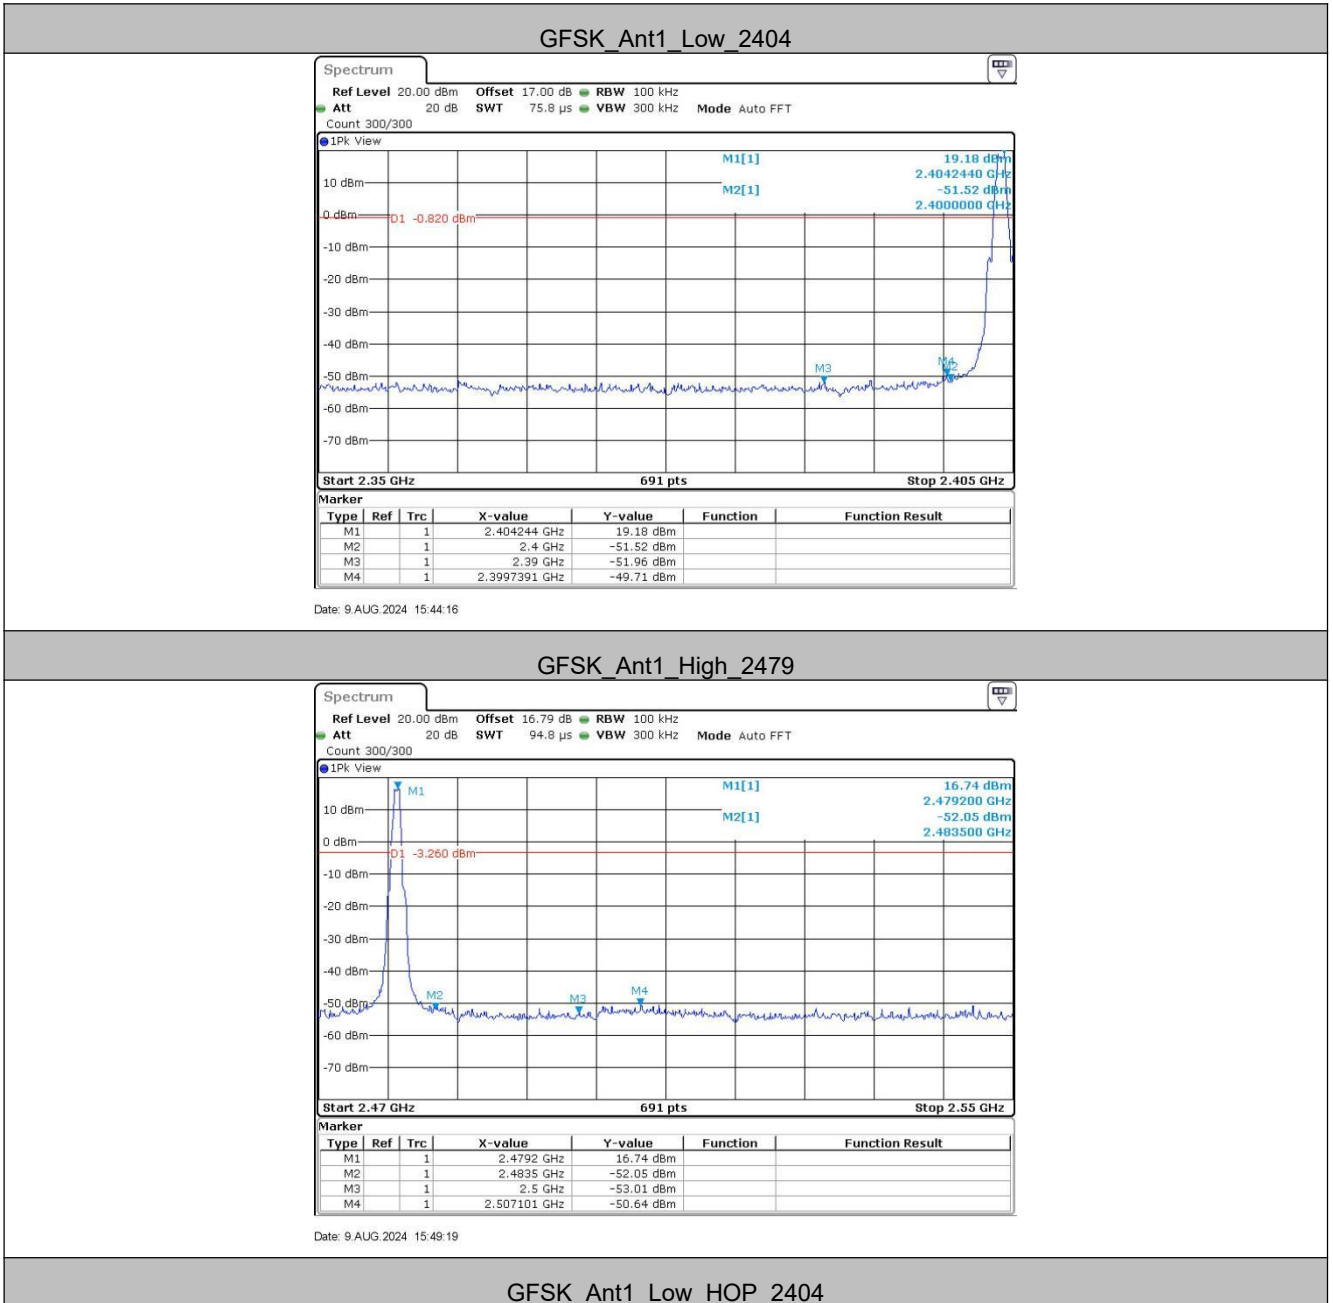 GFSK_Ant1_Low_2404
Spectrum
Ref Level 20.00 dBm Offset 17.00 dB RBW 100 kHz
Att 20 dB SWT 75.8 µs VBW 300 kHz Mode Auto FFT
Count 300/300
1Pk View
M1[1] 19.18 dBm
2.4042440 GHz
M2[1] -51.52 dBm
2.4000000 GHz
10 dBm
0 dBm
D1 -0.820 dBm
-10 dBm
-20 dBm
-30 dBm
-40 dBm
M3 M4 M2
-50 dBm
-60 dBm
-70 dBm
Start 2.35 GHz 691 pts Stop 2.405 GHz
Marker
Type Ref Trc X-value Y-value Function Function Result
M1 1 2.404244 GHz 19.18 dBm
M2 1 2.4 GHz -51.52 dBm
M3 1 2.39 GHz -51.96 dBm
M4 1 2.3997391 GHz -49.71 dBm
Date: 9.AUG.2024 15:44:16
GFSK_Ant1_High_2479
Spectrum
Ref Level 20.00 dBm Offset 16.79 dB RBW 100 kHz
Att 20 dB SWT 94.8 µs VBW 300 kHz Mode Auto FFT
Count 300/300
1Pk View
M1[1] 16.74 dBm
2.479200 GHz
M2[1] -52.05 dBm
2.483500 GHz
M1
10 dBm
0 dBm
D1 -3.260 dBm
-10 dBm
-20 dBm
-30 dBm
-40 dBm
M2 M3 M4
-50 dBm
-60 dBm
-70 dBm
Start 2.47 GHz 691 pts Stop 2.55 GHz
Marker
Type Ref Trc X-value Y-value Function Function Result
M1 1 2.4792 GHz 16.74 dBm
M2 1 2.4835 GHz -52.05 dBm
M3 1 2.5 GHz -53.01 dBm
M4 1 2.507101 GHz -50.64 dBm
Date: 9.AUG.2024 15:49:19
GFSK_Ant1_Low_HOP_2404